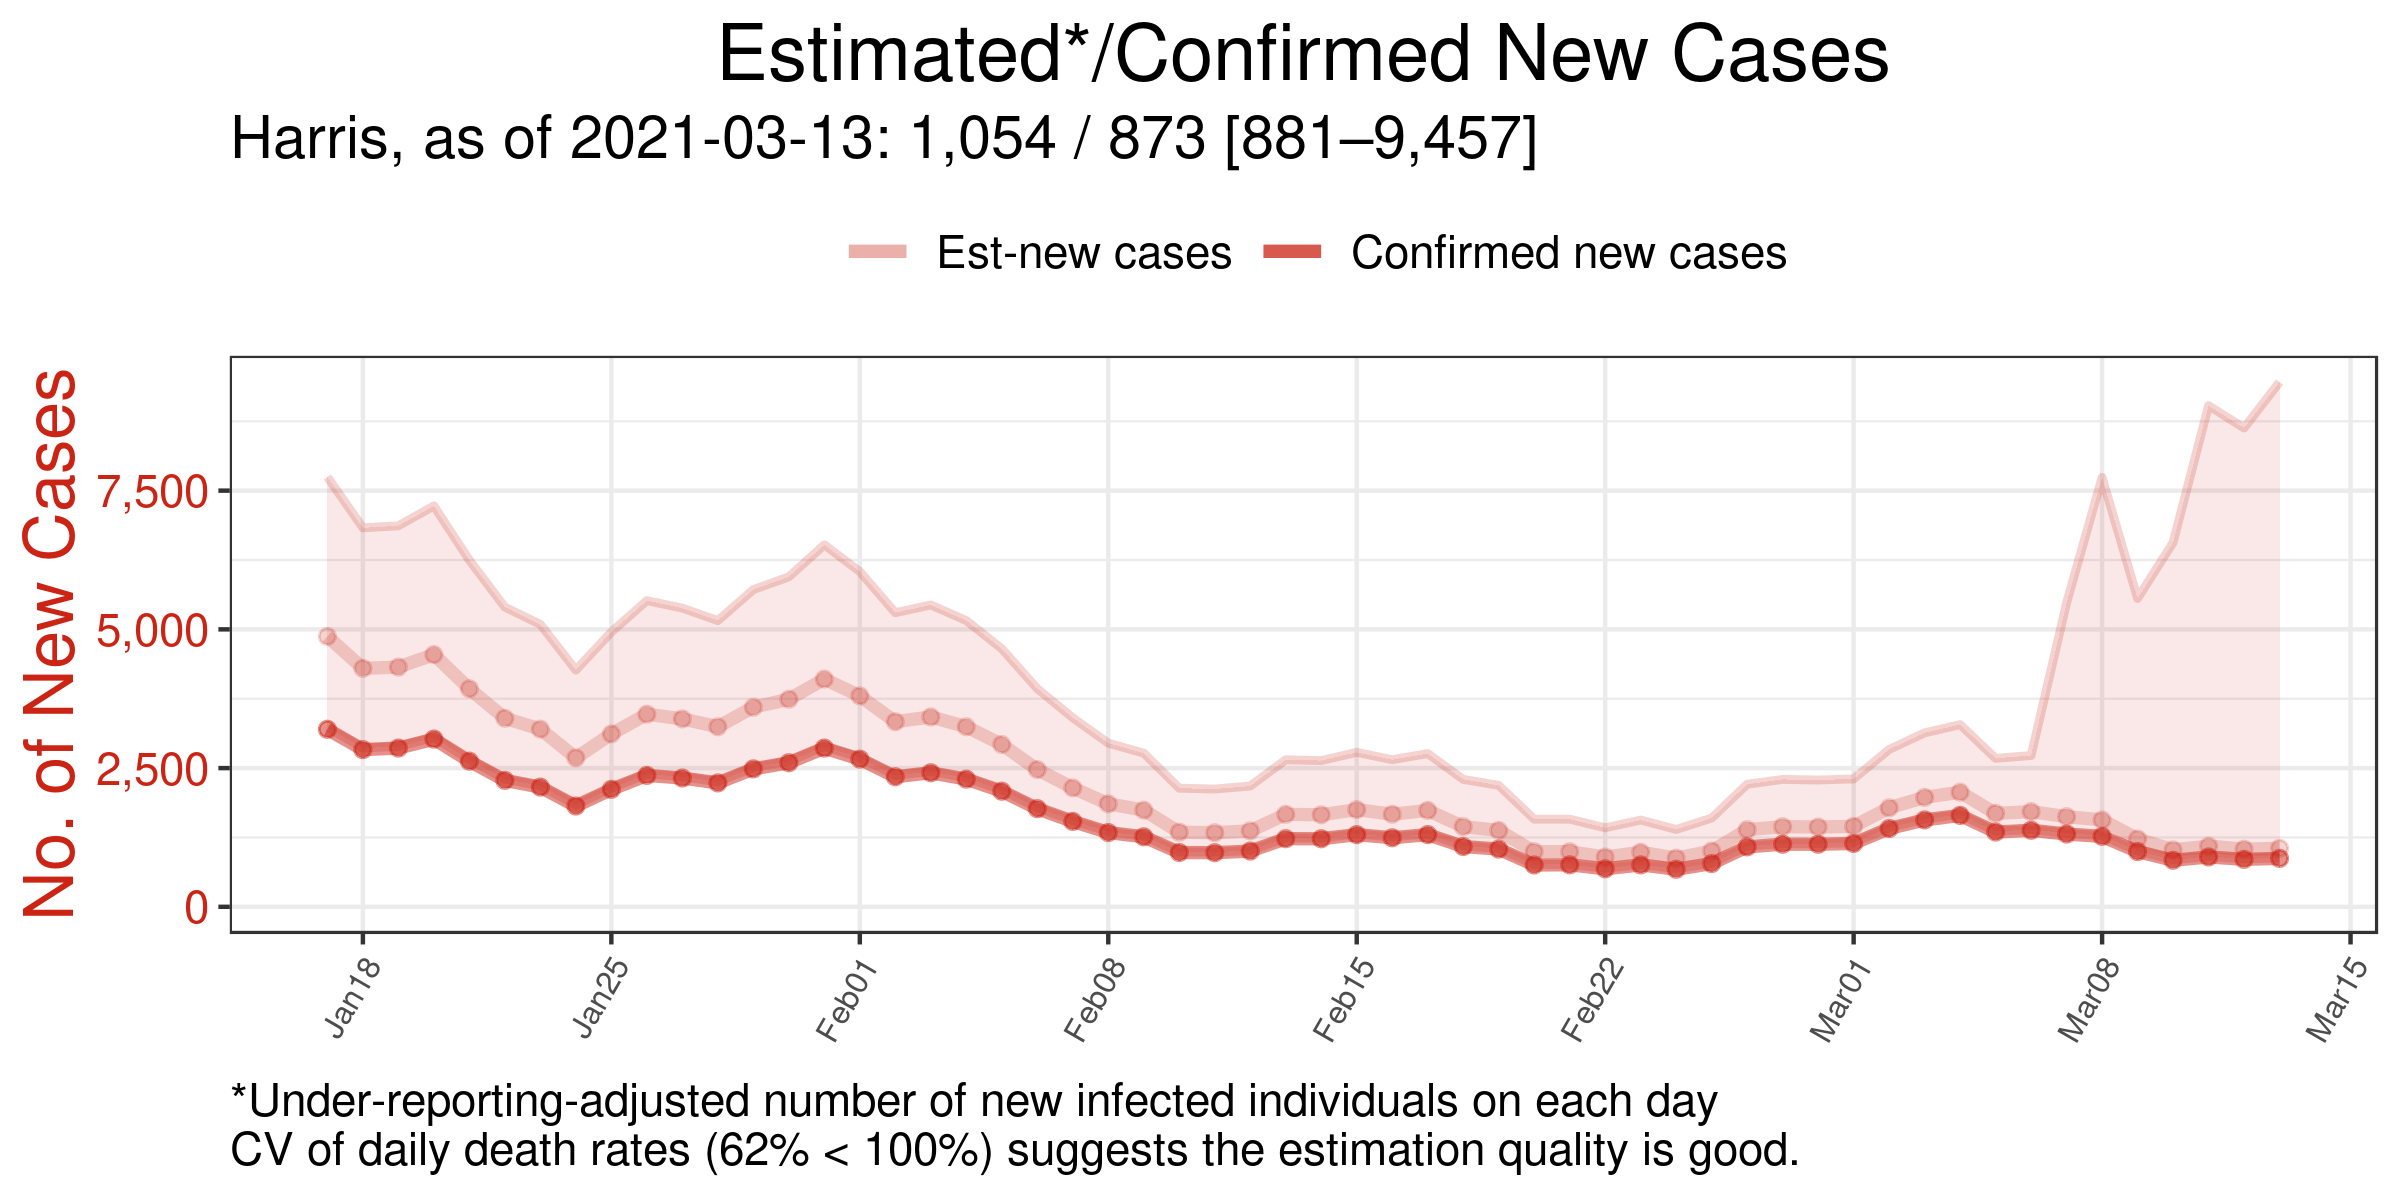 Estimated*/Confirmed New Cases
Harris, as of 2021-03-13: 1,054 / 873 [881–9,457]
Est-new cases
Confirmed new cases
No. of New Cases
7,500
5,000
2,500
0
Jan18
Jan25
Feb01
Feb08
Feb15
Feb22
Mar01
Mar08
Mar15
*Under-reporting-adjusted number of new infected individuals on each day
CV of daily death rates (62% < 100%) suggests the estimation quality is good.